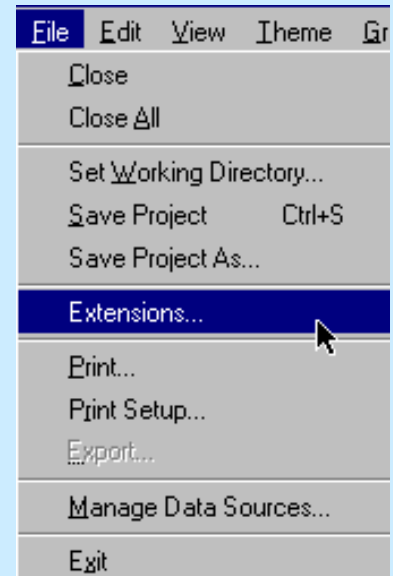 File Edit View Theme Gr
Close
Close All
Set Working Directory...
Save Project Ctrl+S
Save Project As...
Extensions...
Print...
Print Setup...
Export...
Manage Data Sources...
Exit